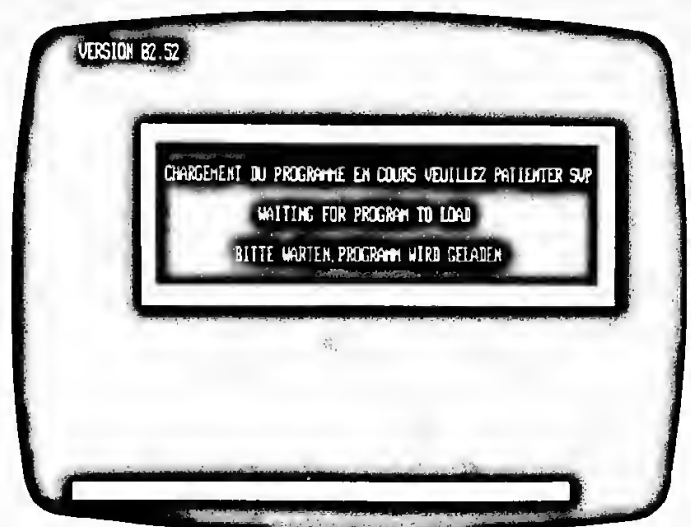 VERSION 82.52
CHARGEMENT DU PROGRAMME EN COURS VEUILLEZ PATIENTER SVP
WAITING FOR PROGRAM TO LOAD
BITTE WARTEN, PROGRAMM WIRD GELADEN